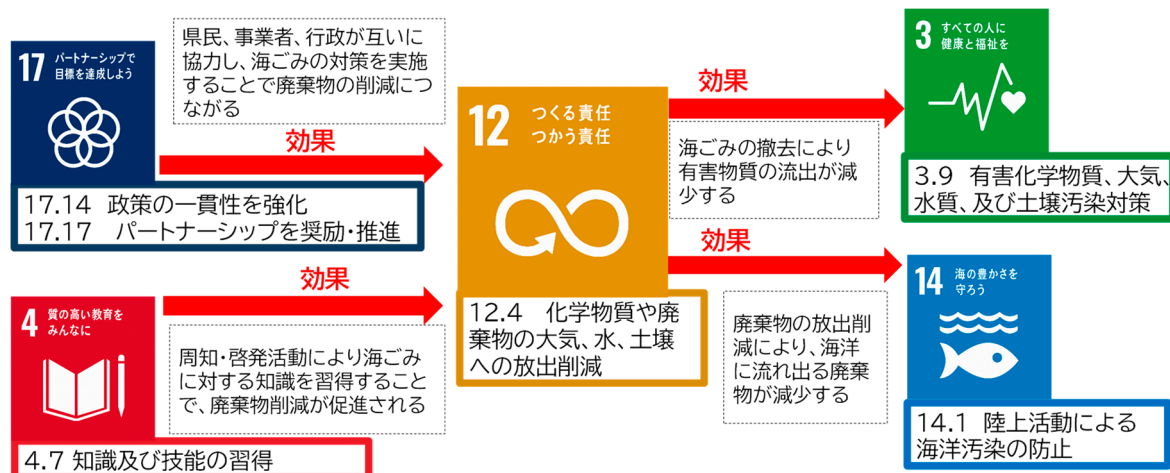 17 パートナーシップで
目標を達成しよう
県民、事業者、行政が互いに
協力し、海ごみの対策を実施
することで廃棄物の削減につ
ながる
効果
17.14 政策の一貫性を強化
17.17 パートナーシップを奨励・推進
4 質の高い教育を
みんなに
効果
周知・啓発活動により海ごみ
に対する知識を習得すること
で、廃棄物削減が促進される
4.7 知識及び技能の習得
12 つくる責任
つかう責任
12.4 化学物質や廃
棄物の大気、水、土壌
への放出削減
効果
海ごみの撤去により
有害物質の流出が減
少する
3 すべての人に
健康と福祉を
3.9 有害化学物質、大気、
水質、及び土壌汚染対策
効果
廃棄物の放出削
減により、海洋
に流れ出る廃棄
物が減少する
14 海の豊かさを
守ろう
14.1 陸上活動による
海洋汚染の防止